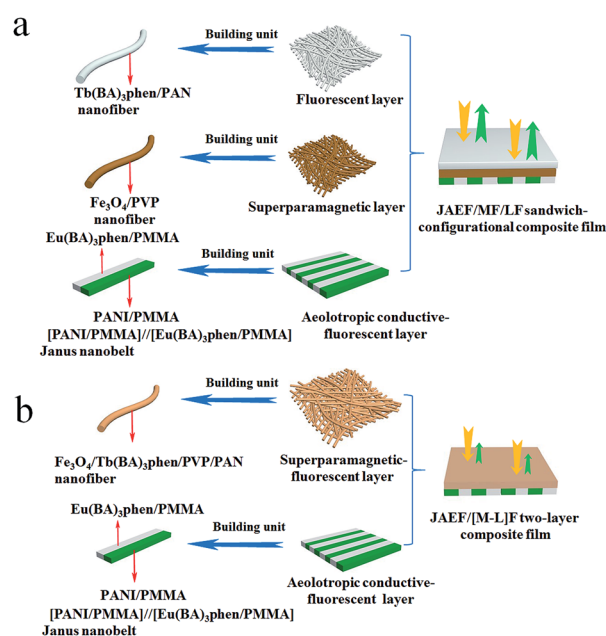 a
Building unit
Tb(BA)₃phen/PAN
nanofiber
Fluorescent layer
Building unit
Fe₃O₄/PVP
nanofiber
Superparamagnetic layer
JAEF/MF/LF sandwich-
configurational composite film
Eu(BA)₃phen/PMMA
Building unit
PANI/PMMA
[PANI/PMMA]//[Eu(BA)₃phen/PMMA]
Janus nanobelt
Aeolotropic conductive-
fluorescent layer
b
Building unit
Fe₃O₄/Tb(BA)₃phen/PVP/PAN
nanofiber
Superparamagnetic-
fluorescent layer
JAEF/[M-L]F two-layer
composite film
Eu(BA)₃phen/PMMA
Building unit
PANI/PMMA
[PANI/PMMA]//[Eu(BA)₃phen/PMMA]
Janus nanobelt
Aeolotropic conductive-
fluorescent layer